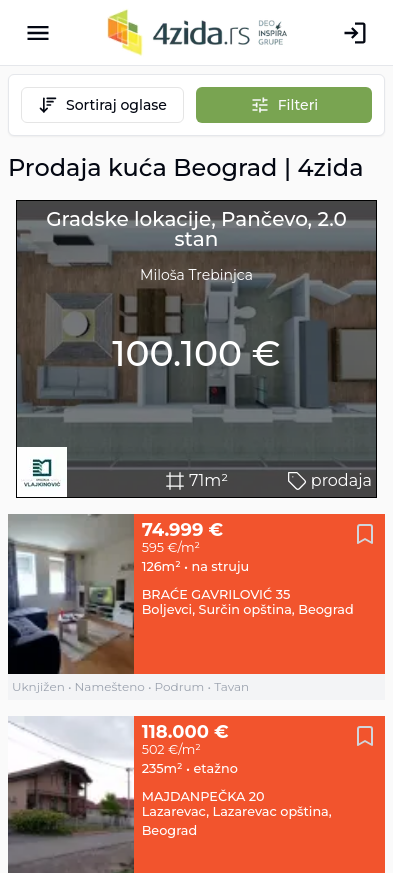 4zida.rs
DEO
INSPIRA
GRUPE
Sortiraj oglase
Filteri
Prodaja kuća Beograd | 4zida
Gradske lokacije, Pančevo, 2.0
stan
Miloša Trebinjca
100.100 €
VLAJKINOVIĆ
71m²
prodaja
74.999 €
595 €/m²
126m² • na struju
BRAĆE GAVRILOVIĆ 35
Boljevci, Surčin opština, Beograd
Uknjižen • Namešteno • Podrum • Tavan
118.000 €
502 €/m²
235m² • etažno
MAJDANPEČKA 20
Lazarevac, Lazarevac opština,
Beograd